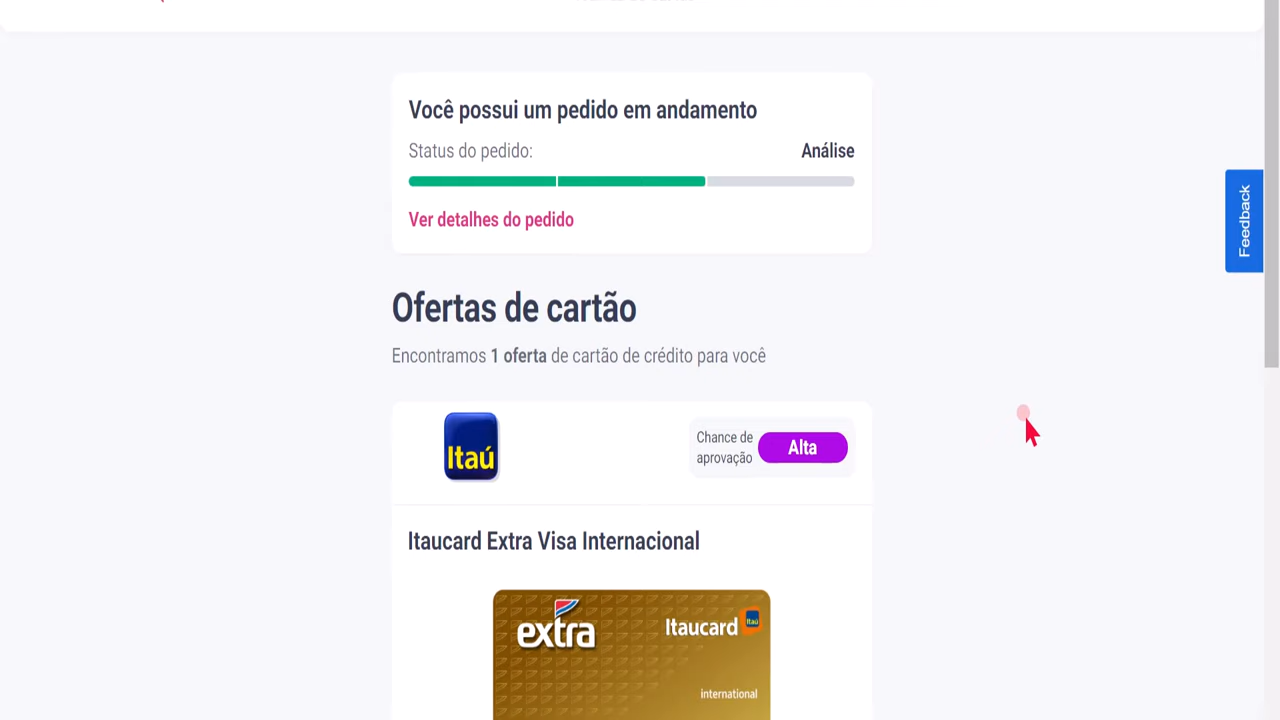 Você possui um pedido em andamento
Status do pedido:
Análise
Ver detalhes do pedido
Feedback
Ofertas de cartão
Encontramos 1 oferta de cartão de crédito para você
Itaú
Chance de
aprovação
Alta
Itaucard Extra Visa Internacional
extra
Itaucard
Itaú
international